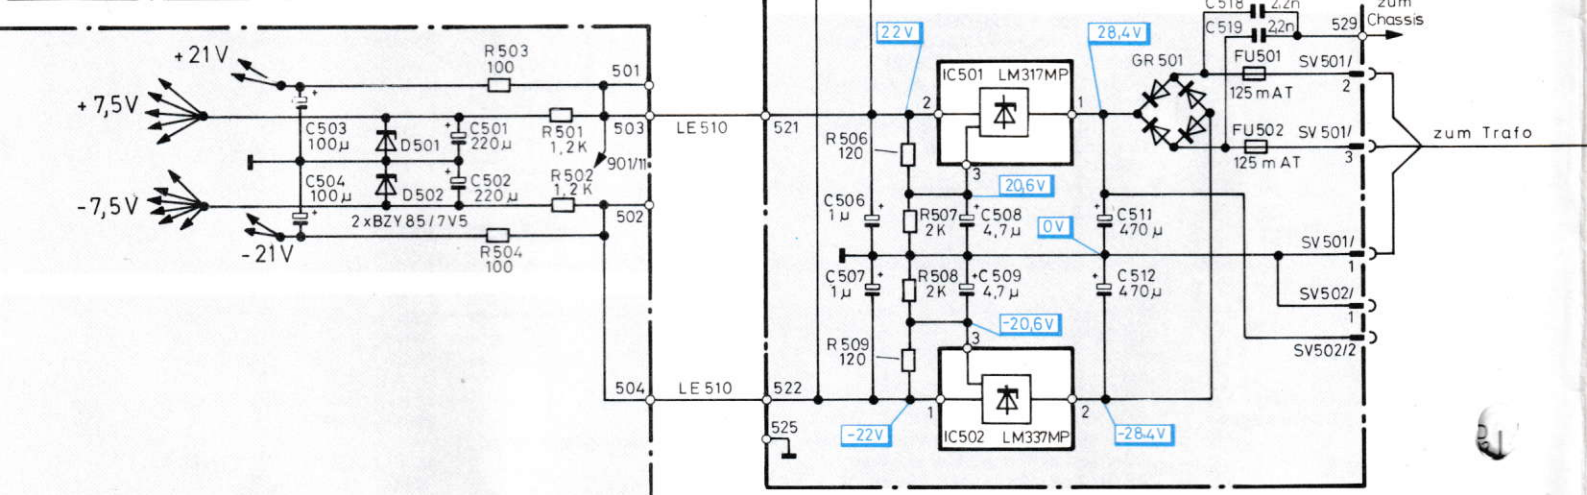 +21V
R503
100
501
+7,5V
C503
100µ
D501
C501
220µ
R501
1,2K
503
LE510
521
901/11
C504
100µ
D502
C502
220µ
R502
1,2K
-7,5V
2xBZY85/7V5
502
-21V
R504
100
504
LE510
522
525
22V
28,4V
IC501
LM317MP
2
1
3
R506
120
20,6V
C506
1µ
R507
2K
C508
4,7µ
0V
C511
470µ
C507
1µ
R508
2K
C509
4,7µ
C512
470µ
-20,6V
R509
120
3
1
2
-22V
IC502
LM337MP
-28,4V
GR501
C518
2,2n
C519
2,2n
529
zum
Chassis
FU501
125mAT
SV501/
2
FU502
125mAT
SV501/
3
zum Trafo
SV501/
1
SV502/
1
SV502/2